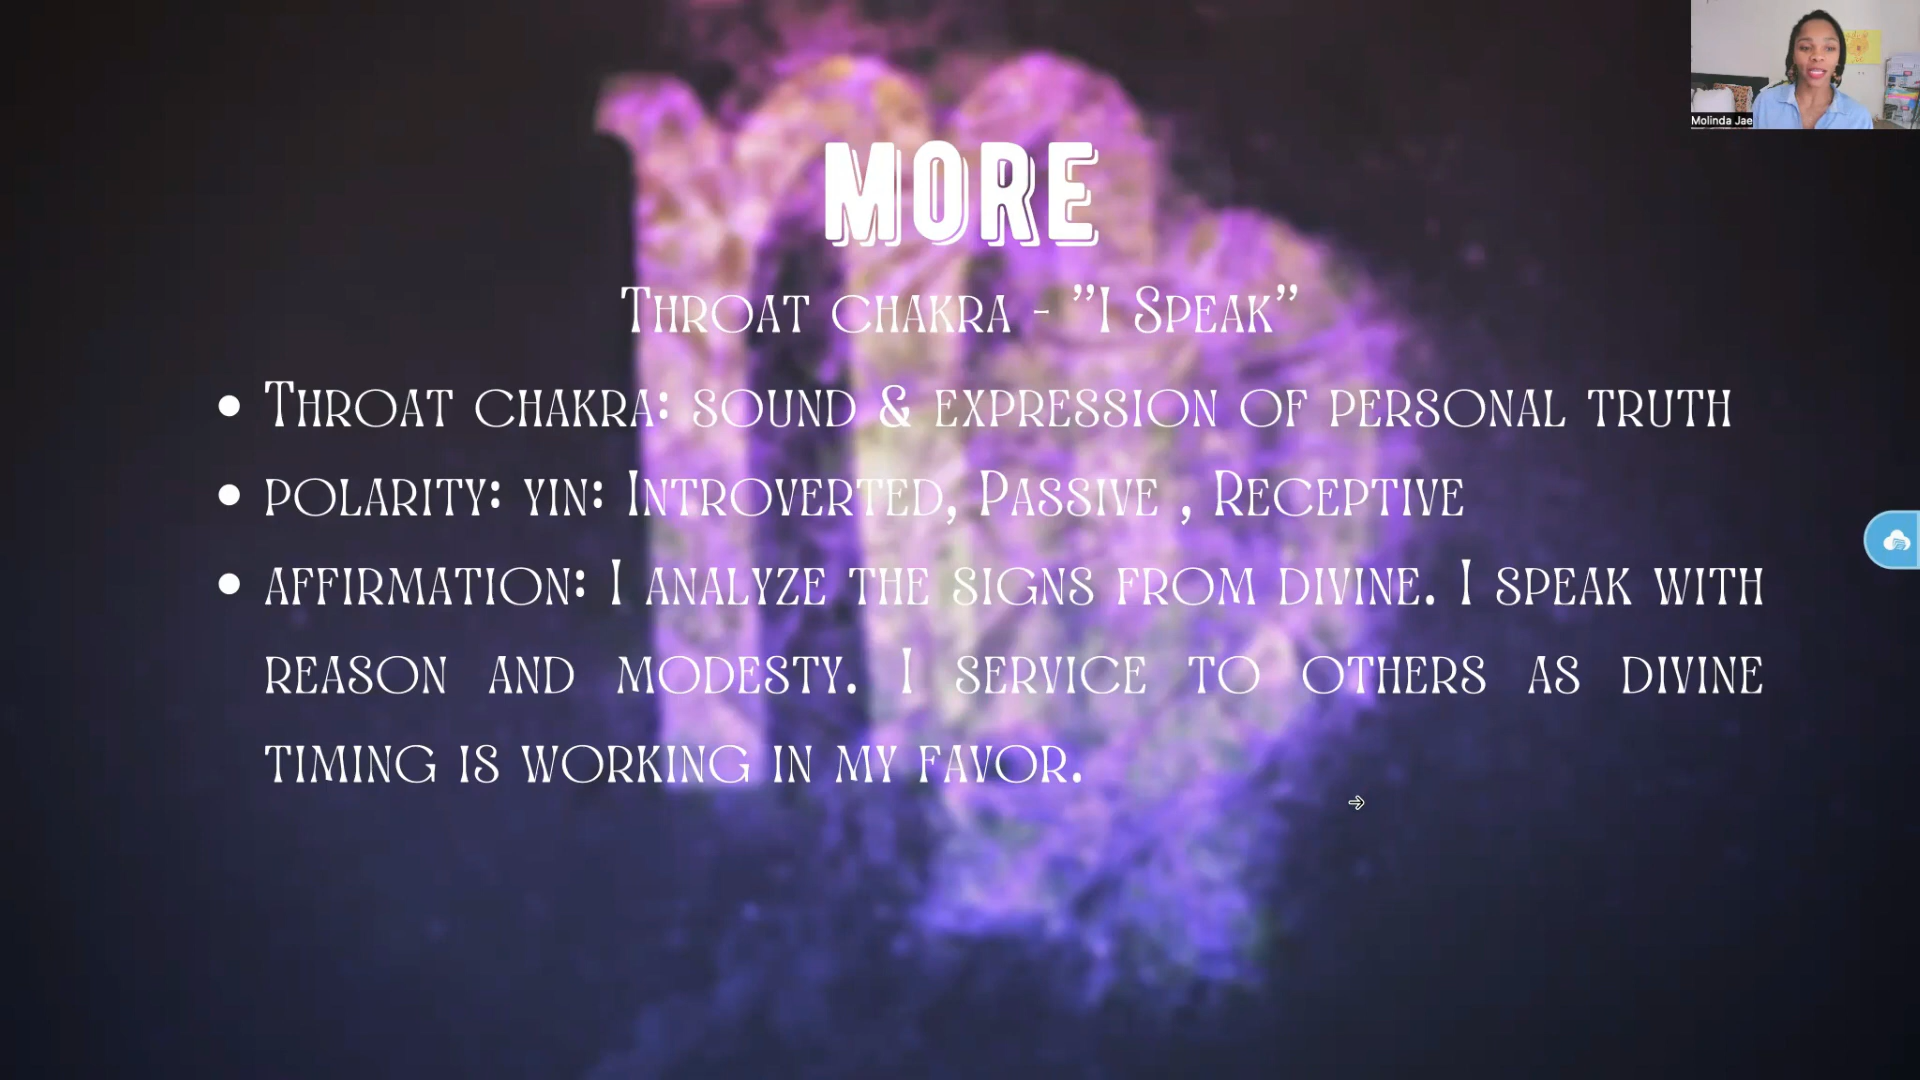 Molinda Jae
MORE
Throat chakra - "I Speak"
• Throat chakra: sound & expression of personal truth
• polarity: yin: Introverted, Passive , Receptive
• affirmation: I analyze the signs from divine. I speak with
reason and modesty. I service to others as divine
timing is working in my favor.